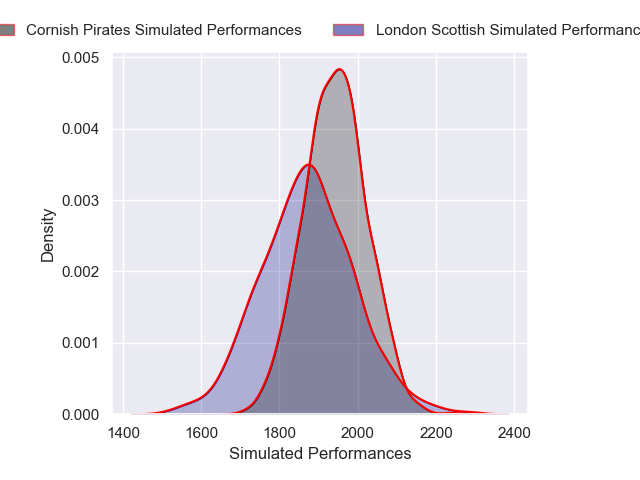 Cornish Pirates Simulated Performances London Scottish Simulated Performanc
0.005
0.004
0.003
0.002
0.001
0.000
Density
1400 1600 1800 2000 2200 2400
Simulated Performances